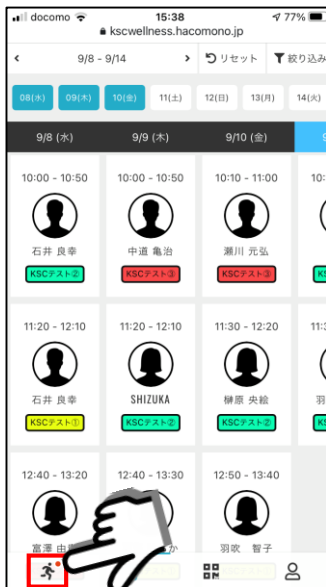 docomo 15:38 77%
kscwellness.hacomono.jp
9/8 - 9/14 リセット 絞り込み
08(水) 09(木) 10(金) 11(土) 12(日) 13(月) 14(火)
9/8 (水) 9/9 (木) 9/10 (金)
10:00 - 10:50 10:00 - 10:50 10:10 - 11:00
石井 良幸 中道 亀治 瀬川 元弘
KSCテスト② KSCテスト③ KSCテスト③
11:20 - 12:10 11:20 - 12:10 11:30 - 12:20
石井 良幸 SHIZUKA 榊原 央絵
KSCテスト① KSCテスト② KSCテスト②
12:40 - 13:20 12:40 - 13:30 12:50 - 13:40
富澤 羽吹 智子